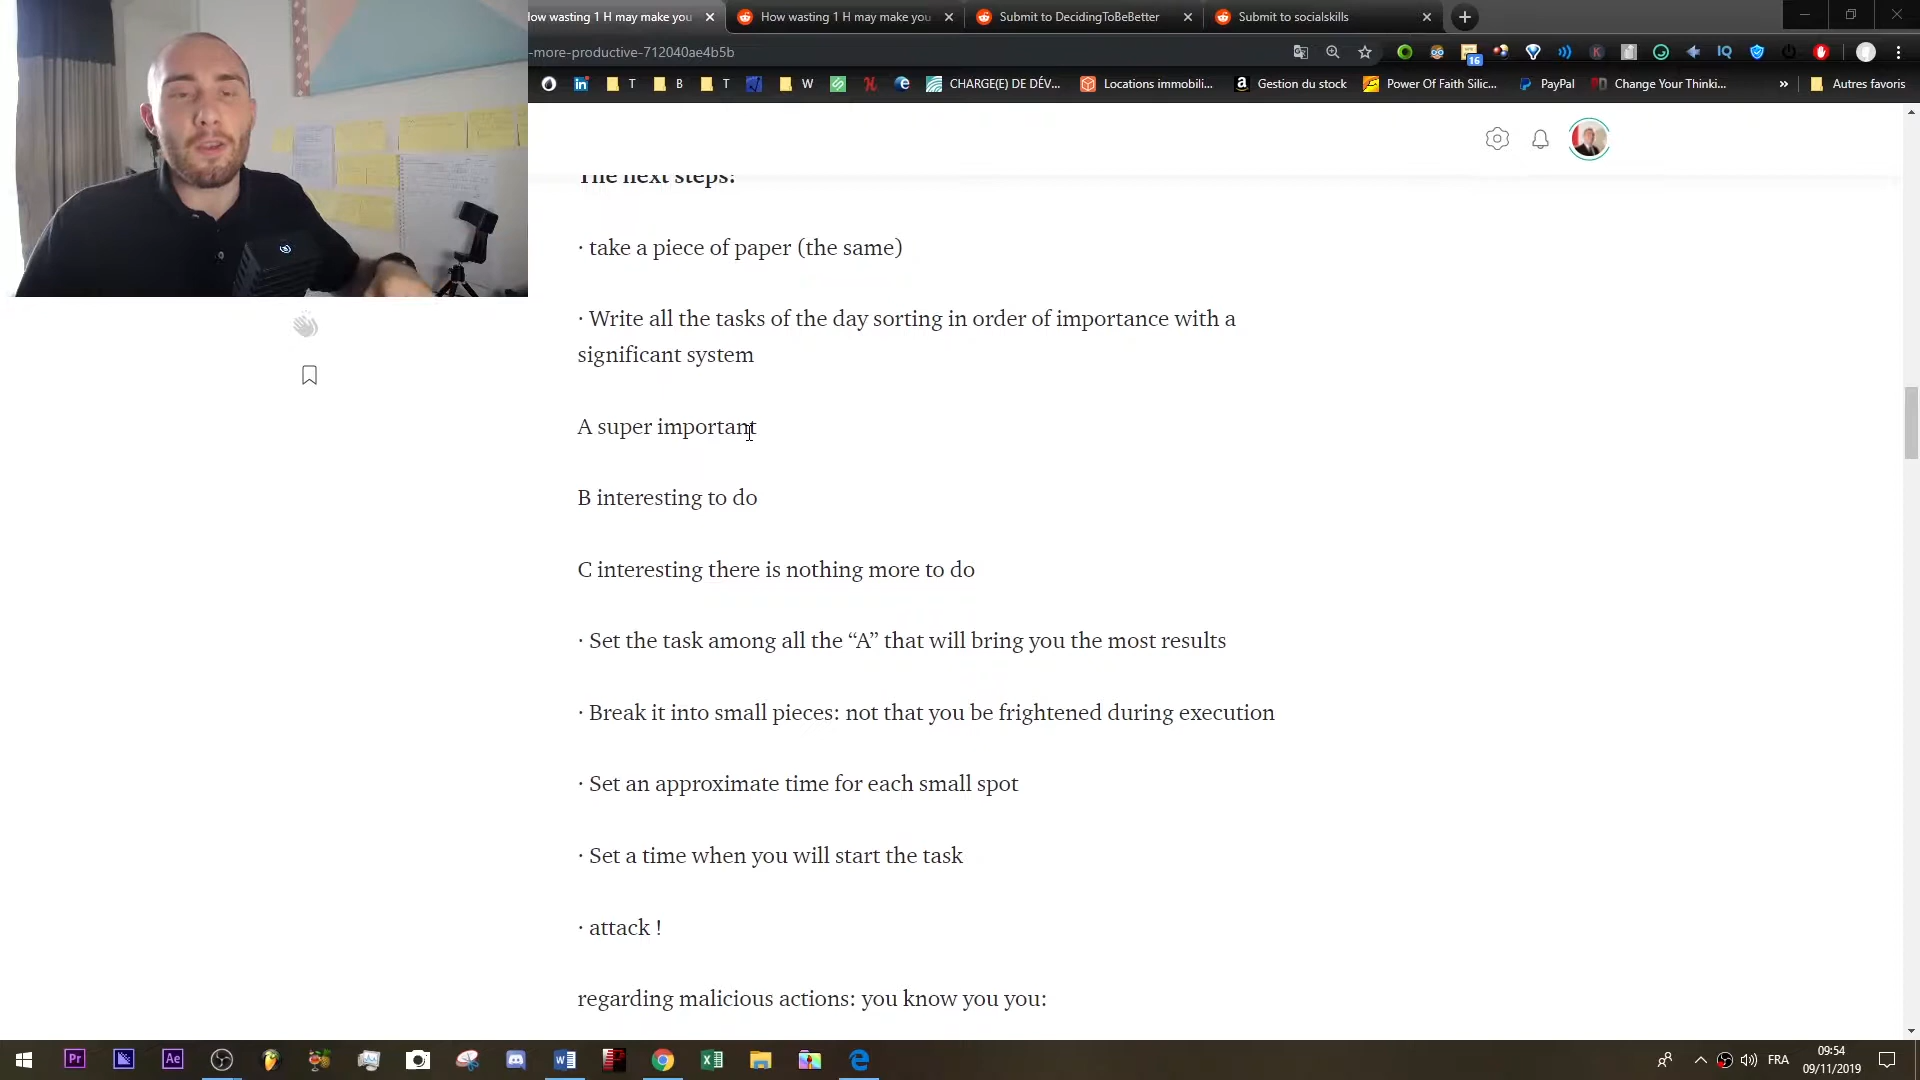 How wasting 1 H may make you
How wasting 1 H may make you
Submit to DecidingToBeBetter
Submit to socialskills
-more-productive-712040ae4b5b
16
IQ
T
B
T
W
CHARGE(E) DE DÉV...
Locations immobili...
Gestion du stock
Power Of Faith Silic...
PayPal
Change Your Thinki...
»
Autres favoris
The next steps:
· take a piece of paper (the same)
· Write all the tasks of the day sorting in order of importance with a
significant system
A super important
B interesting to do
C interesting there is nothing more to do
· Set the task among all the “A” that will bring you the most results
· Break it into small pieces: not that you be frightened during execution
· Set an approximate time for each small spot
· Set a time when you will start the task
· attack !
regarding malicious actions: you know you you:
Pr
Ae
FRA
09:54
09/11/2019